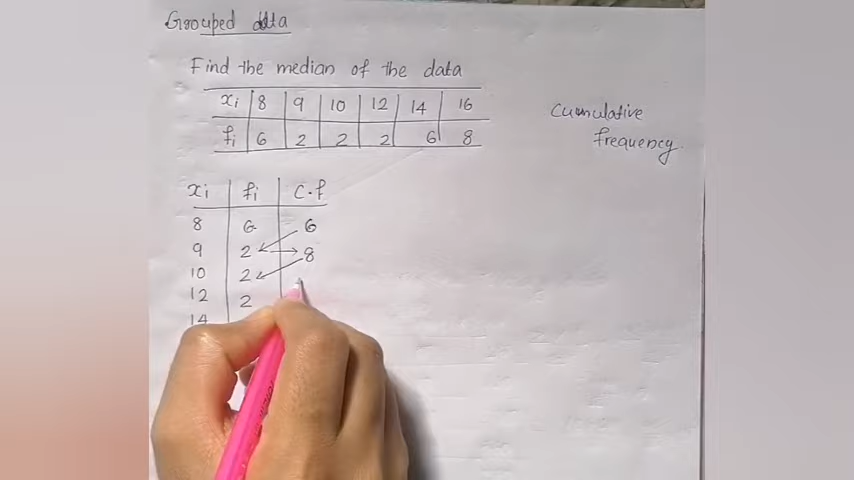 Grouped data
Find the median of the data
xi 8 9 10 12 14 16
fi 6 2 2 2 6 8
Cumulative
frequency
xi fi C.f
8 6 6
9 2 8
10 2
12 2
14